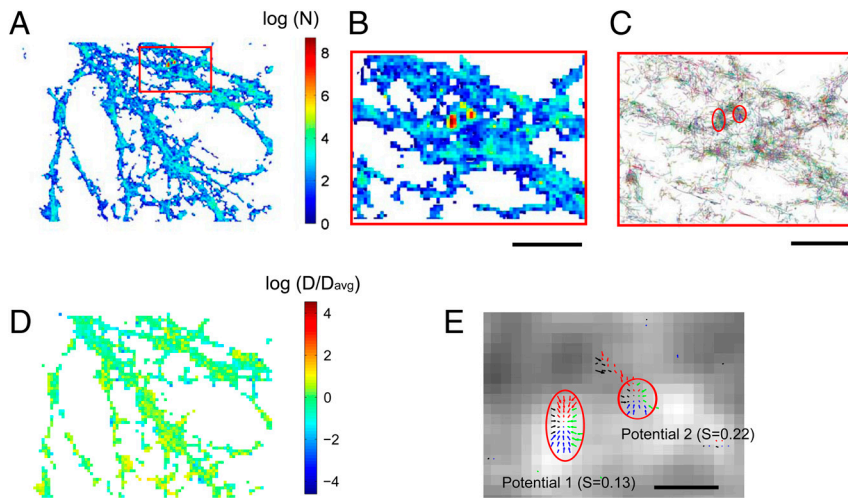 A
log (N)
8
6
4
2
0
B
C
D
log (D/Davg)
4
2
0
−2
−4
E
Potential 2 (S=0.22)
Potential 1 (S=0.13)